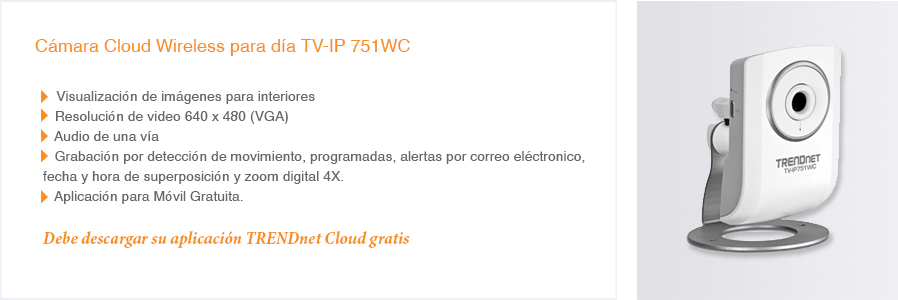 Cámara Cloud Wireless para día TV-IP 751WC
Visualización de imágenes para interiores
Resolución de video 640 x 480 (VGA)
Audio de una vía
Grabación por detección de movimiento, programadas, alertas por correo eléctronico,
fecha y hora de superposición y zoom digital 4X.
Aplicación para Móvil Gratuita.
Debe descargar su aplicación TRENDnet Cloud gratis
TRENDNET
TV-IP751WC